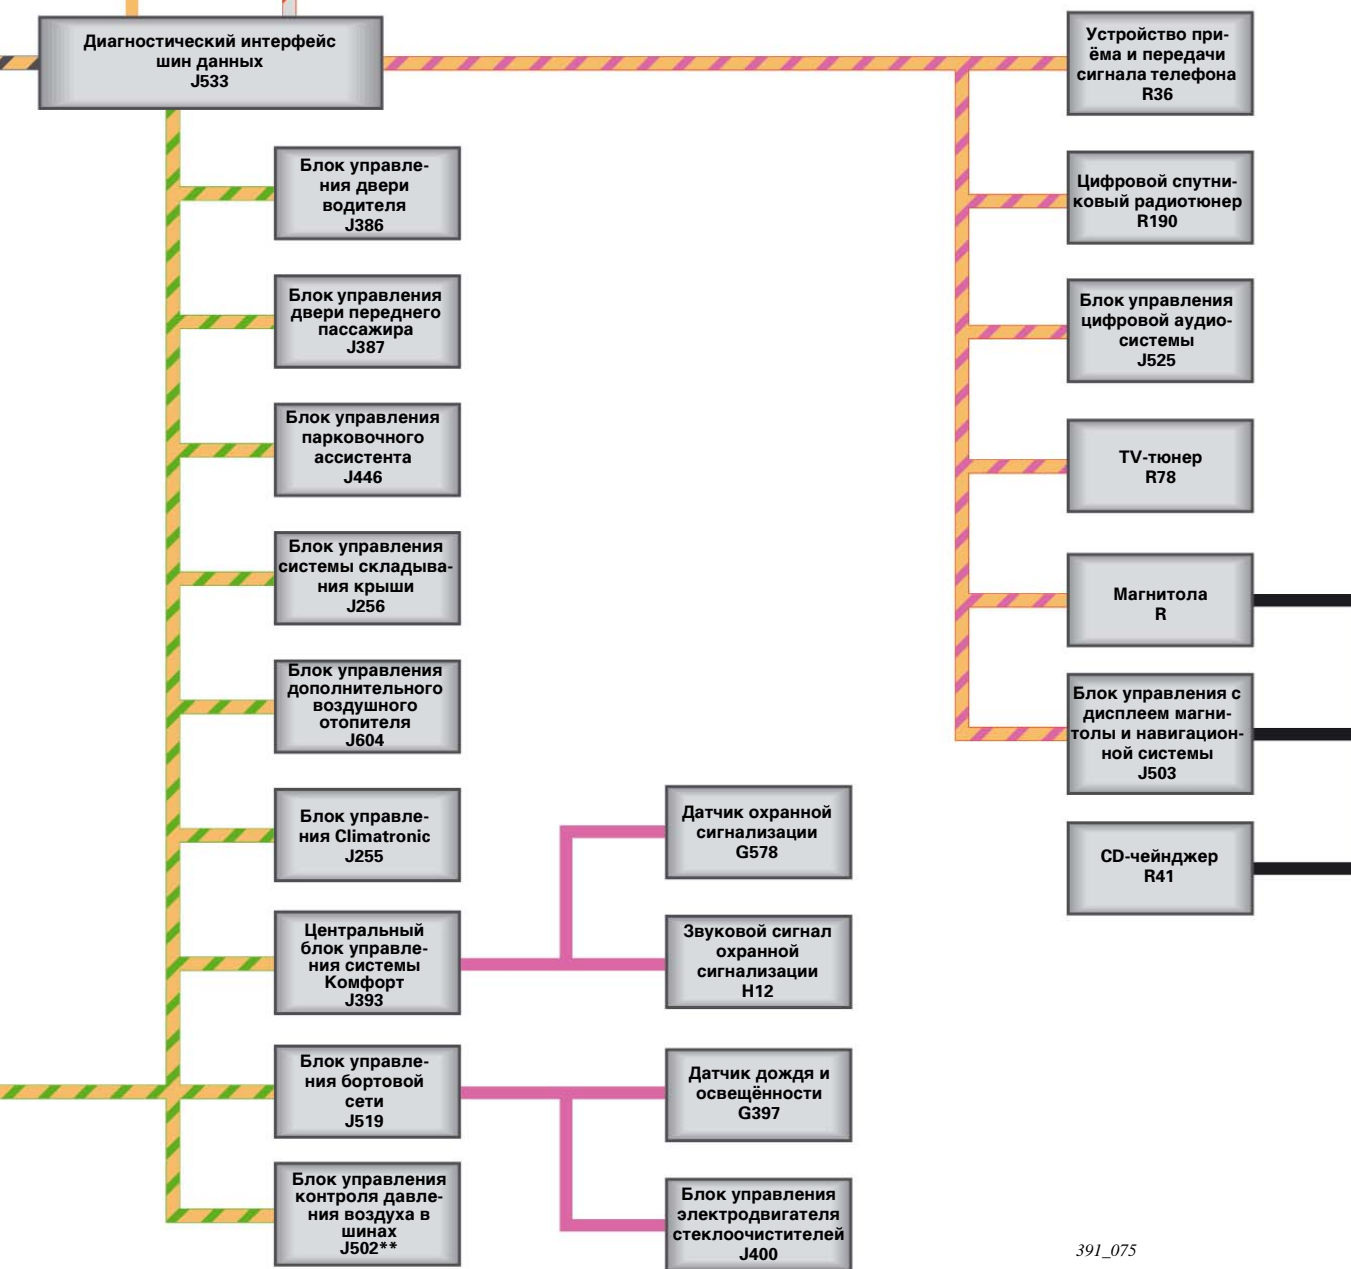 Диагностический интерфейс
шин данных
J533
Устройство при-
ёма и передачи
сигнала телефона
R36
Блок управле-
ния двери
водителя
J386
Цифровой спутни-
ковый радиотюнер
R190
Блок управления
двери переднего
пассажира
J387
Блок управления
цифровой аудио-
системы
J525
Блок управления
парковочного
ассистента
J446
TV-тюнер
R78
Блок управления
системы складыва-
ния крыши
J256
Магнитола
R
Блок управления
дополнительного
воздушного
отопителя
J604
Блок управления с
дисплеем магни-
толы и навигацион-
ной системы
J503
Блок управле-
ния Climatronic
J255
Датчик охранной
сигнализации
G578
CD-чейнджер
R41
Центральный
блок управле-
ния системы
Комфорт
J393
Звуковой сигнал
охранной
сигнализации
H12
Блок управле-
ния бортовой
сети
J519
Датчик дождя и
освещённости
G397
Блок управления
контроля давле-
ния воздуха в
шинах
J502**
Блок управления
электродвигателя
стеклоочистителей
J400
391_075